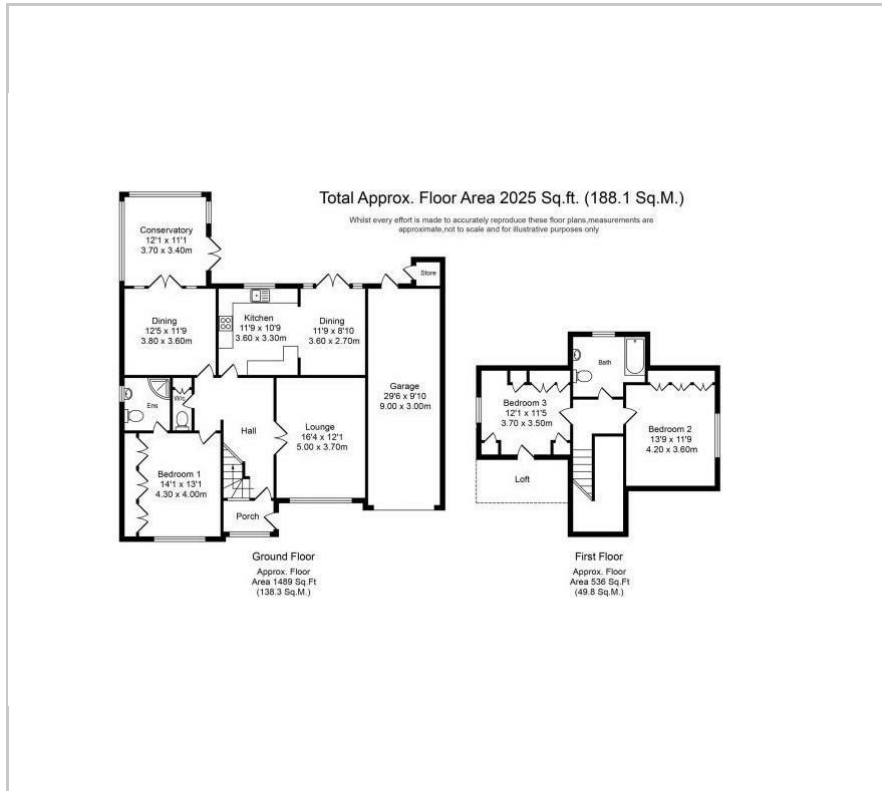 Total Approx. Floor Area 2025 Sq.ft. (188.1 Sq.M.)
Whilst every effort is made to accurately reproduce these floor plans,measurements are
approximate,not to scale and for illustrative purposes only
Conservatory
12'1 x 11'1
3.70 x 3.40m
Dining
12'5 x 11'9
3.80 x 3.60m
Kitchen
11'9 x 10'9
3.60 x 3.30m
Dining
11'9 x 8'10
3.60 x 2.70m
Store
Garage
29'6 x 9'10
9.00 x 3.00m
Ens
W/c
Hall
Lounge
16'4 x 12'1
5.00 x 3.70m
Bedroom 1
14'1 x 13'1
4.30 x 4.00m
Porch
Ground Floor
Approx. Floor
Area 1489 Sq.Ft
(138.3 Sq.M.)
Bath
Bedroom 3
12'1 x 11'5
3.70 x 3.50m
Bedroom 2
13'9 x 11'9
4.20 x 3.60m
Loft
First Floor
Approx. Floor
Area 536 Sq.Ft
(49.8 Sq.M.)